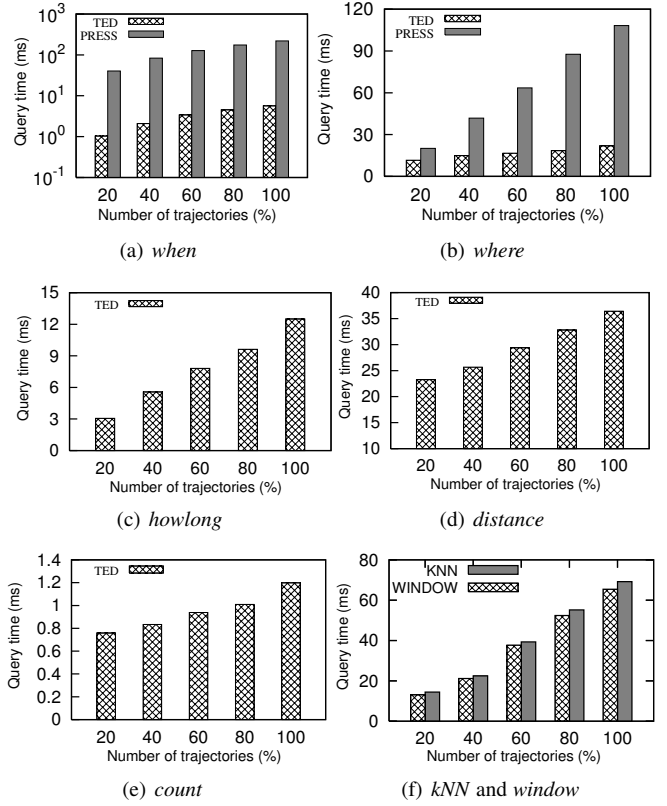 TED
PRESS
10^3
10^2
10^1
10^0
10^-1
Query time (ms)
20 40 60 80 100
Number of trajectories (%)
(a) when
TED
PRESS
120
90
60
30
0
Query time (ms)
20 40 60 80 100
Number of trajectories (%)
(b) where
TED
15
12
9
6
3
0
Query time (ms)
20 40 60 80 100
Number of trajectories (%)
(c) howlong
TED
40
35
30
25
20
15
10
Query time (ms)
20 40 60 80 100
Number of trajectories (%)
(d) distance
TED
1.4
1.2
1
0.8
0.6
0.4
0.2
0
Query time (ms)
20 40 60 80 100
Number of trajectories (%)
(e) count
KNN
WINDOW
80
60
40
20
0
Query time (ms)
20 40 60 80 100
Number of trajectories (%)
(f) kNN and window